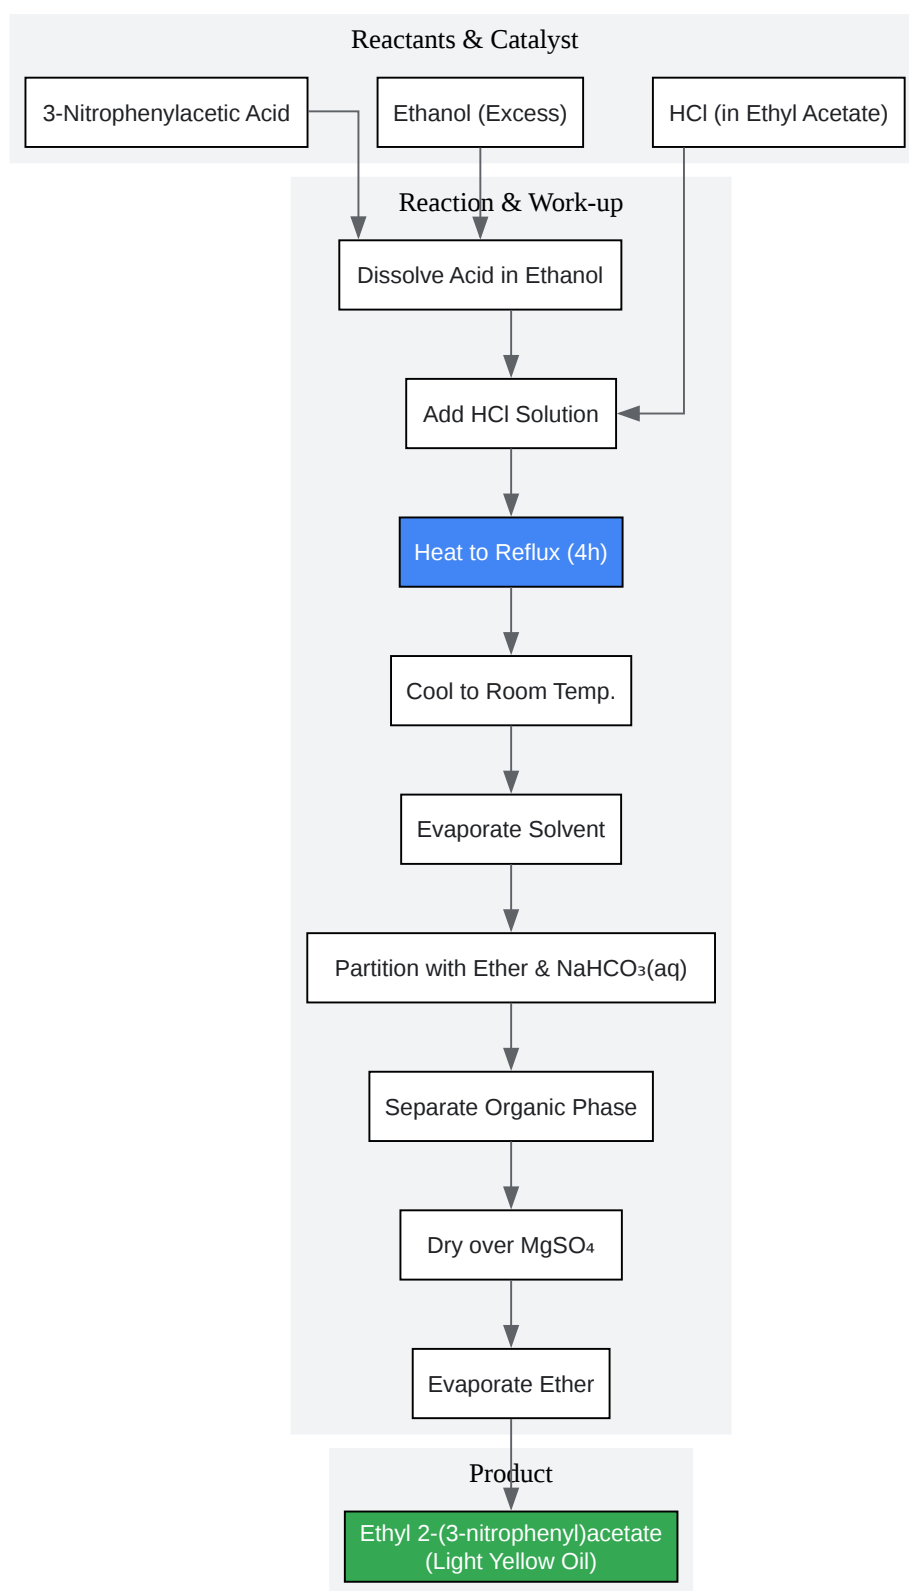 Reactants & Catalyst
3-Nitrophenylacetic Acid
Ethanol (Excess)
HCl (in Ethyl Acetate)
Reaction & Work-up
Dissolve Acid in Ethanol
Add HCl Solution
Heat to Reflux (4h)
Cool to Room Temp.
Evaporate Solvent
Partition with Ether & NaHCO₃(aq)
Separate Organic Phase
Dry over MgSO₄
Evaporate Ether
Product
Ethyl 2-(3-nitrophenyl)acetate
(Light Yellow Oil)